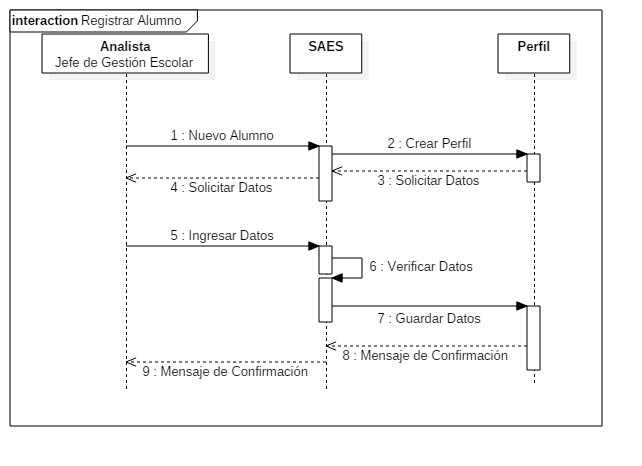 interaction Registrar Alumno
Analista
Jefe de Gestión Escolar
SAES
Perfil
1 : Nuevo Alumno
2 : Crear Perfil
3 : Solicitar Datos
4 : Solicitar Datos
5 : Ingresar Datos
6 : Verificar Datos
7 : Guardar Datos
8 : Mensaje de Confirmación
9 : Mensaje de Confirmación